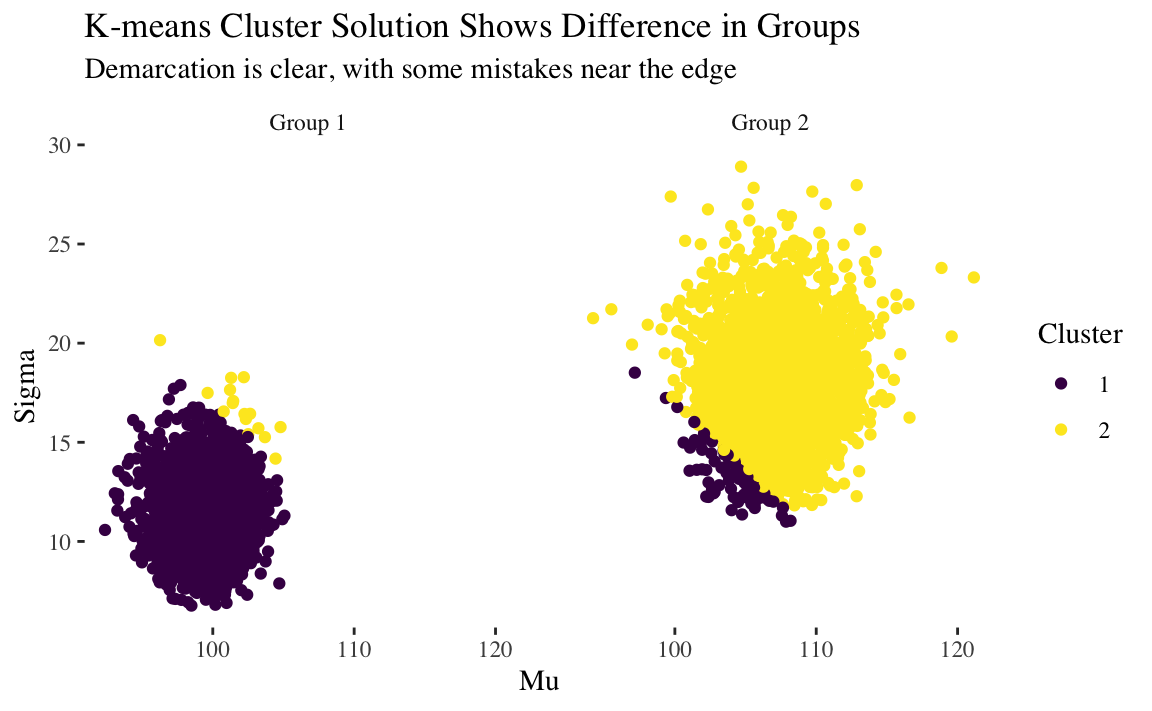 K-means Cluster Solution Shows Difference in Groups
Demarcation is clear, with some mistakes near the edge
Group 1
Group 2
30
25
20
15
10
Sigma
100
110
120
100
110
120
Mu
Cluster
1
2